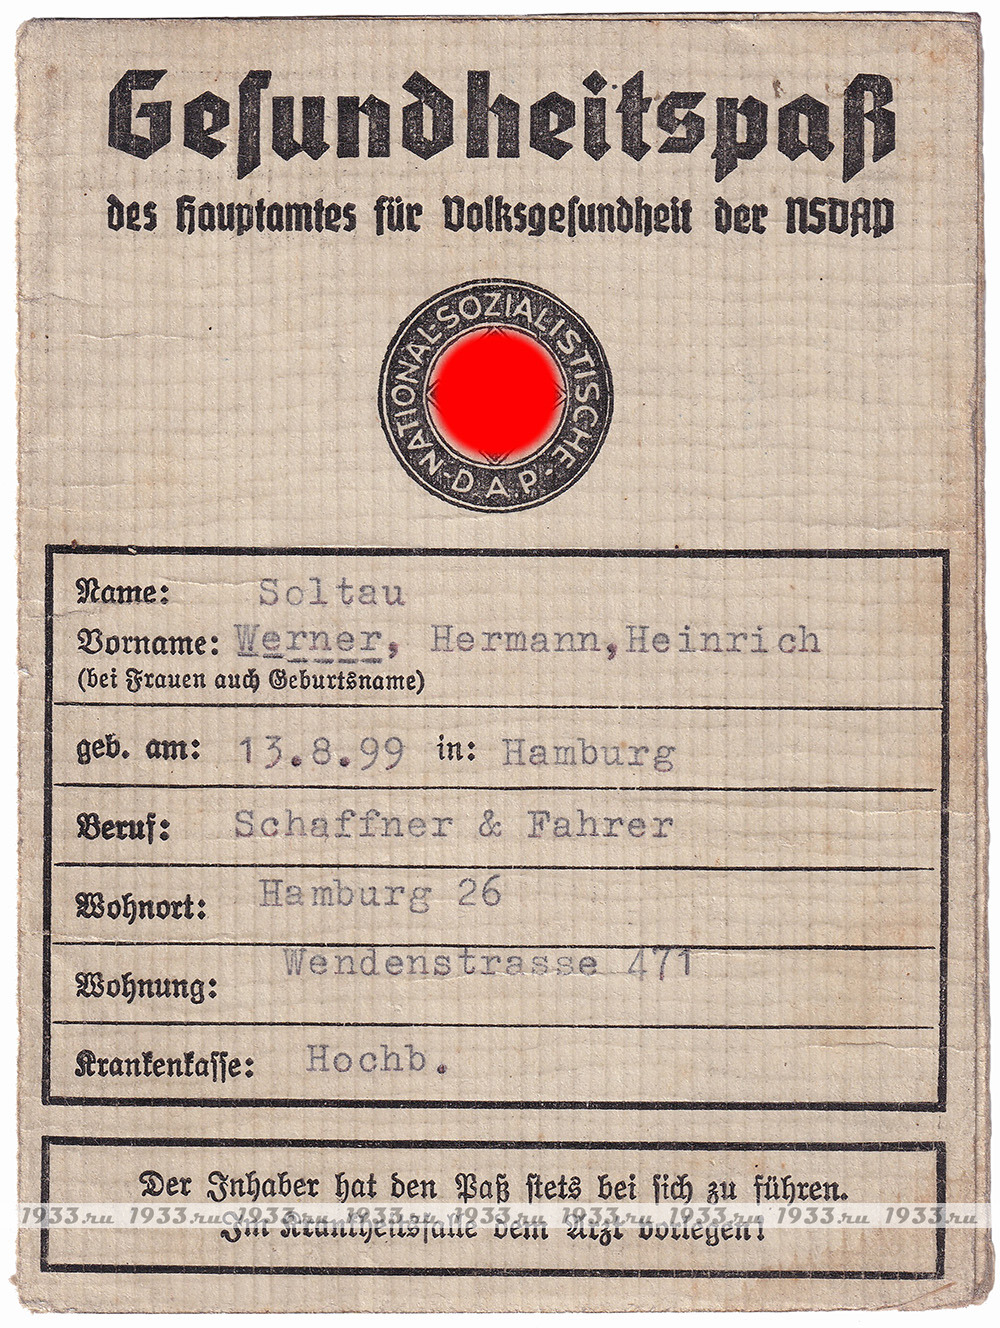 Gesundheitspaß
des Hauptamtes für Volksgesundheit der NSDAP
NATIONAL-SOZIALISTISCHE-D.A.P.
Name: Soltau
Vorname: Werner, Hermann, Heinrich
(bei Frauen auch Geburtsname)
geb. am: 13.8.99 in: Hamburg
Beruf: Schaffner & Fahrer
Wohnort: Hamburg 26
Wohnung: Wendenstrasse 471
Krankenkasse: Hochb.
Der Inhaber hat den Paß stets bei sich zu führen.
1933.ru 1933.ru 1933.ru 1933.ru 1933.ru 1933.ru 1933.ru 1933.ru 1933.ru
Im Krankheitsfalle dem Arzt vorlegen!